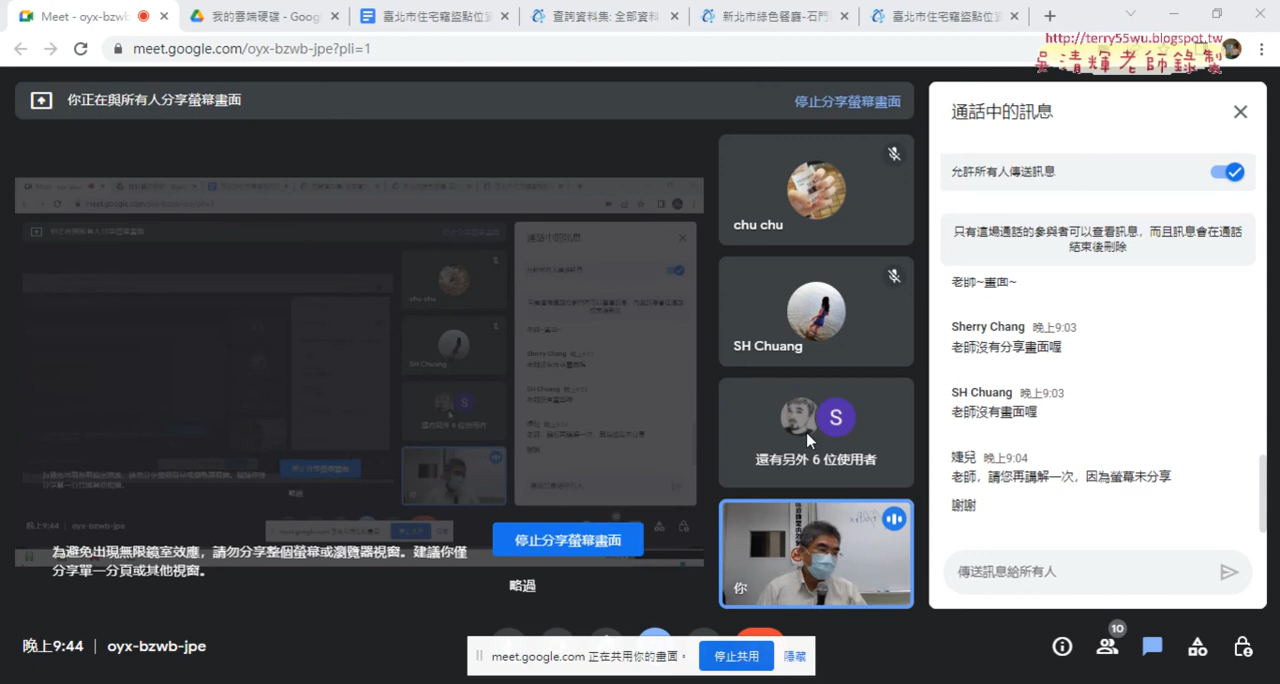 Meet - oyx-bzwb
我的雲端硬碟 - Goog
臺北市住宅竊盜點位資
查詢資料集: 全部資料
新北市綠色餐廳-石門
臺北市住宅竊盜點位資
meet.google.com/oyx-bzwb-jpe?pli=1
http://terry55wu.blogspot.tw
吳清輝老師錄製
你正在與所有人分享螢幕畫面
停止分享螢幕畫面
通話中的訊息
允許所有人傳送訊息
只有這場通話的參與者可以查看訊息，而且訊息會在通話
結束後刪除
老師~畫面~
Sherry Chang 晚上9:03
老師沒有分享畫面喔
SH Chuang 晚上9:03
老師沒有畫面喔
婕兒 晚上9:04
老師，請您再講解一次，因為螢幕未分享
謝謝
傳送訊息給所有人
chu chu
SH Chuang
S
還有另外 6 位使用者
你
為避免出現無限鏡室效應，請勿分享整個螢幕或瀏覽器視窗。建議你僅
分享單一分頁或其他視窗。
停止分享螢幕畫面
略過
晚上9:44 | oyx-bzwb-jpe
meet.google.com 正在共用你的畫面。
停止共用
隱藏
10